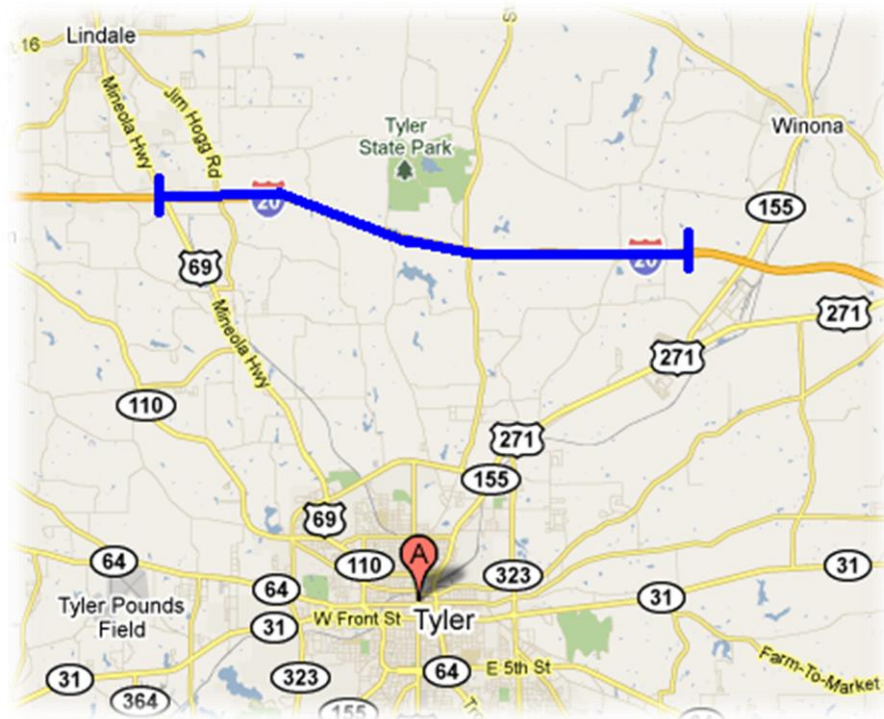 Lindale
16
Mineola Hwy
Jim Hogg Rd
Tyler
State Park
Winona
20
155
69
20
271
Mineola Hwy
271
110
271
155
69
110
64
323
31
64
31
Tyler Pounds
Field
31
W Front St
Tyler
A
31
323
64
E 5th St
364
155
Farm-To-Market